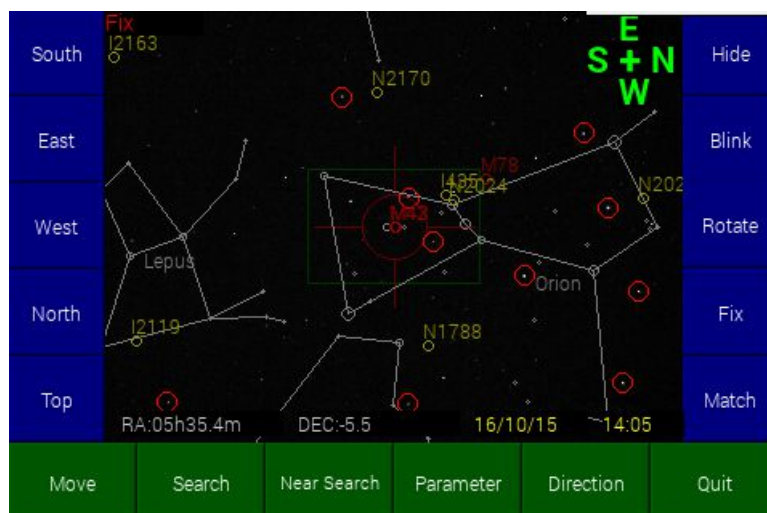 South
East
West
North
Top
Fix
I2163
N2170
E
S + N
W
M78
N2024
N202
M43
Lepus
Orion
I2119
N1788
RA:05h35.4m DEC:-5.5 16/10/15 14:05
Hide
Blink
Rotate
Fix
Match
Move Search Near Search Parameter Direction Quit